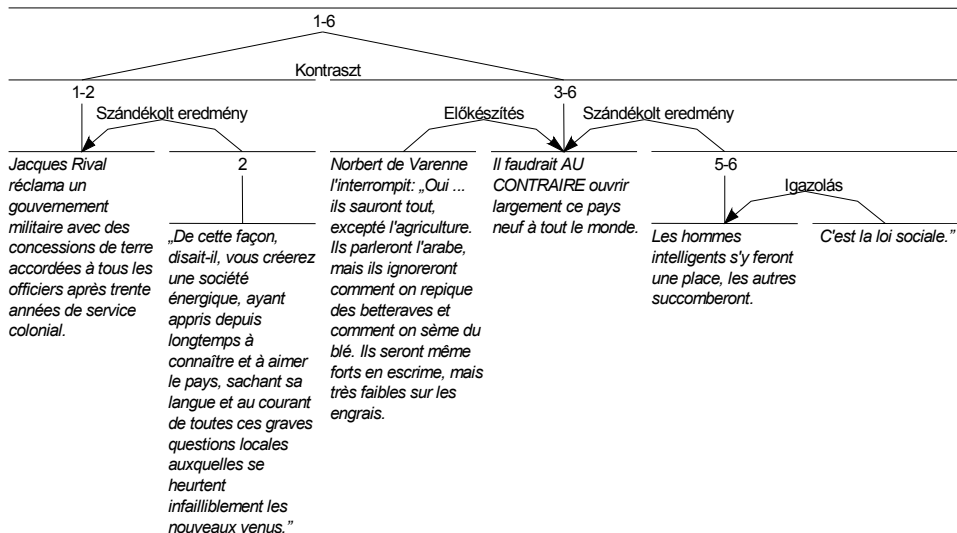 1-6
Kontraszt
1-2
3-6
Szándékolt eredmény
Előkészítés
Szándékolt eredmény
Jacques Rival
réclama un
gouvernement
militaire avec des
concessions de terre
accordées à tous les
officiers après trente
années de service
colonial.
2
„De cette façon,
disait-il, vous créerez
une société
énergique, ayant
appris depuis
longtemps à
connaître et à aimer
le pays, sachant sa
langue et au courant
de toutes ces graves
questions locales
auxquelles se
heurtent
infailliblement les
nouveaux venus.”
Norbert de Varenne
l'interrompit: „Oui ...
ils sauront tout,
excepté l'agriculture.
Ils parleront l'arabe,
mais ils ignoreront
comment on repique
des betteraves et
comment on sème du
blé. Ils seront même
forts en escrime, mais
très faibles sur les
engrais.
Il faudrait AU
CONTRAIRE ouvrir
largement ce pays
neuf à tout le monde.
5-6
Igazolás
Les hommes
intelligents s'y feront
une place, les autres
succomberont.
C'est la loi sociale.”